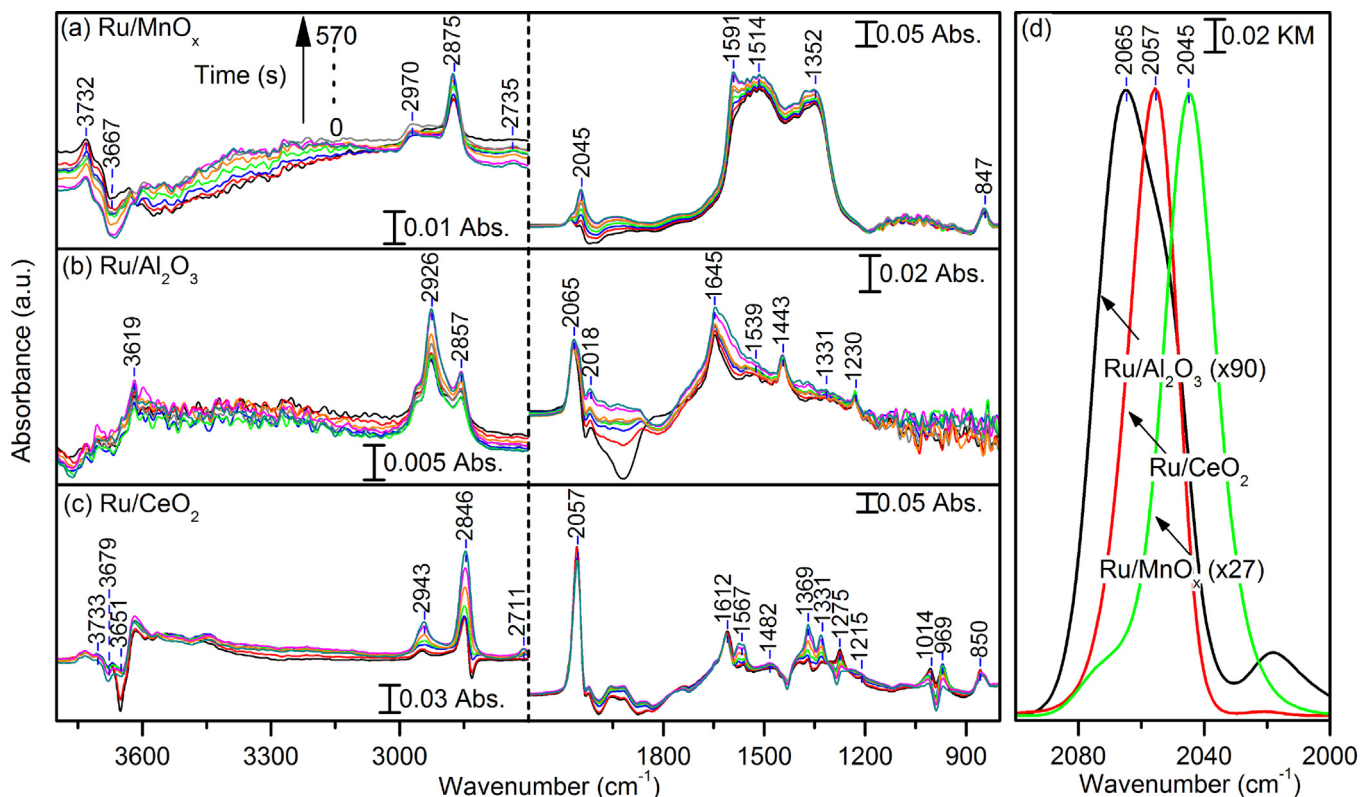 (a) Ru/MnOₓ
570
Time (s)
0
3732
3667
2970
2875
2735
0.01 Abs.
0.05 Abs.
2045
1591
1514
1352
847
(b) Ru/Al₂O₃
3619
2926
2857
0.005 Abs.
0.02 Abs.
2065
2018
1645
1539
1443
1331
1230
(c) Ru/CeO₂
3733
3679
3651
2943
2846
2711
0.03 Abs.
0.05 Abs.
2057
1612
1567
1482
1369
1331
1275
1215
1014
969
850
Absorbance (a.u.)
3600
3300
3000
1800
1500
1200
900
Wavenumber (cm⁻¹)
(d)
2065
2057
2045
0.02 KM
Ru/Al₂O₃ (x90)
Ru/CeO₂
Ru/MnOₓ (x27)
2080
2040
2000
Wavenumber (cm⁻¹)